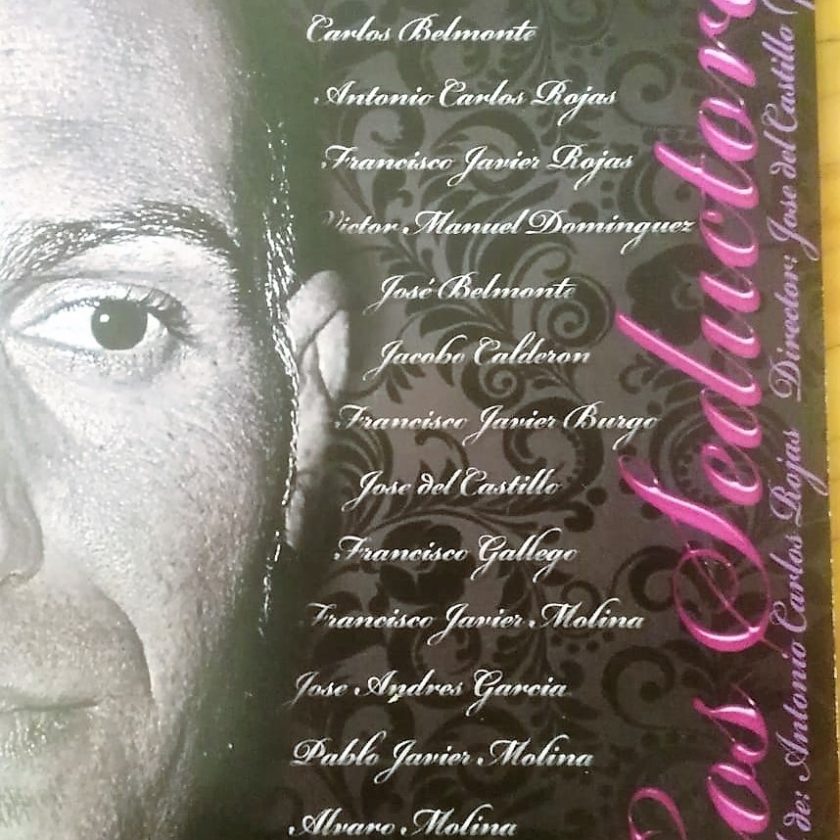 Carlos Belmonte
Antonio Carlos Rojas
Francisco Javier Rojas
Victor Manuel Dominguez
José Belmonte
Jacobo Calderon
Francisco Javier Burgo
Jose del Castillo
Francisco Gallego
Francisco Javier Molina
Jose Andres Garcia
Pablo Javier Molina
Alvaro Molina
Los Seductor
de: Antonio Carlos Rojas Director: Jose del Castillo